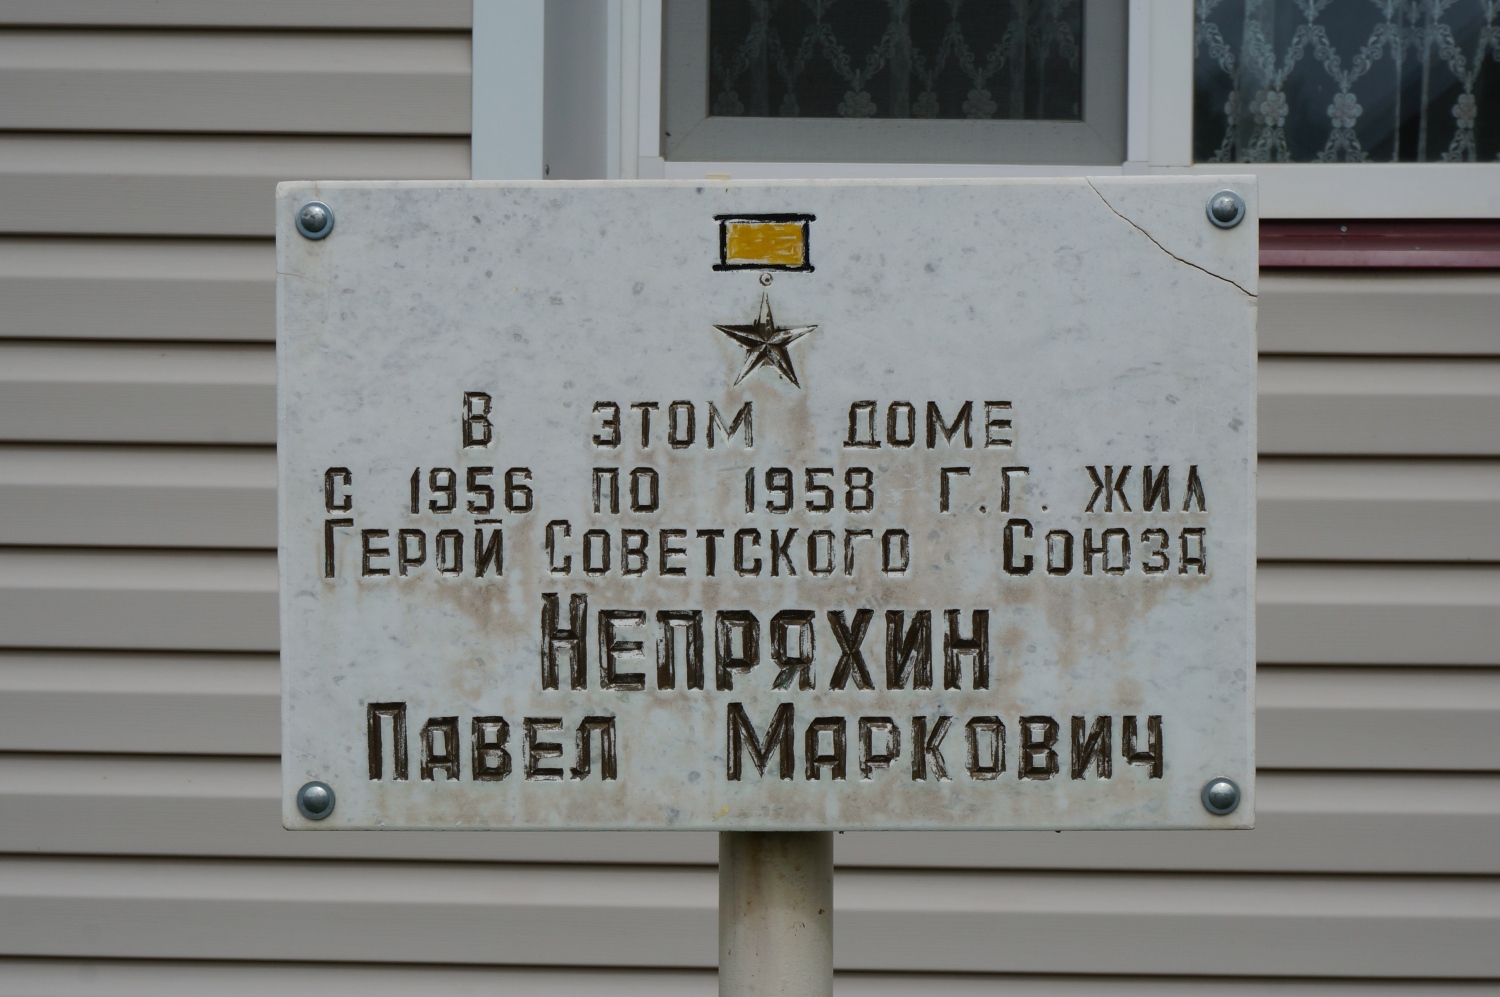 В ЭТОМ ДОМЕ
С 1956 ПО 1958 Г.Г. ЖИЛ
ГЕРОЙ СОВЕТСКОГО СОЮЗА
НЕПРЯХИН
ПАВЕЛ МАРКОВИЧ